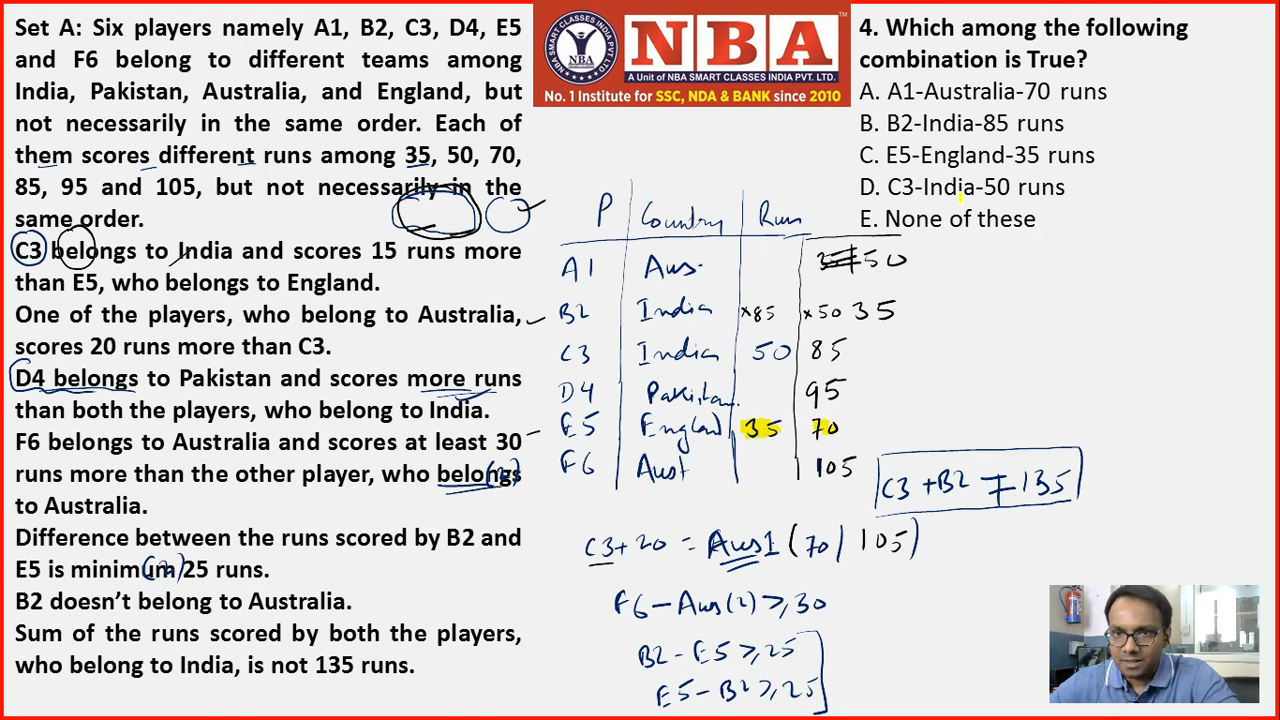 Set A: Six players namely A1, B2, C3, D4, E5
and F6 belong to different teams among
India, Pakistan, Australia, and England, but
not necessarily in the same order. Each of
them scores different runs among 35, 50, 70,
85, 95 and 105, but not necessarily in the
same order.
C3 belongs to India and scores 15 runs more
than E5, who belongs to England.
One of the players, who belong to Australia,
scores 20 runs more than C3.
D4 belongs to Pakistan and scores more runs
than both the players, who belong to India.
F6 belongs to Australia and scores at least 30
runs more than the other player, who belongs
to Australia.
Difference between the runs scored by B2 and
E5 is minimum 25 runs.
B2 doesn't belong to Australia.
Sum of the runs scored by both the players,
who belong to India, is not 135 runs.
NBA
TM
NBA SMART CLASSES INDIA PVT LTD
A Unit of NBA SMART CLASSES INDIA PVT. LTD.
No. 1 Institute for SSC, NDA & BANK since 2010
P Country Run
A1 Aus. 50
B2 India ×85 ×50 35
C3 India 50 85
D4 Pakistan 95
E5 England 35 70
F6 Aust 105
C3 + B2 ≠ 135
C3+20 = Aus1 (70/105)
F6 - Aus(2) ≥ 30
B2 - E5 ≥ 25
E5 - B2 ≥ 25
4. Which among the following
combination is True?
A. A1-Australia-70 runs
B. B2-India-85 runs
C. E5-England-35 runs
D. C3-India-50 runs
E. None of these